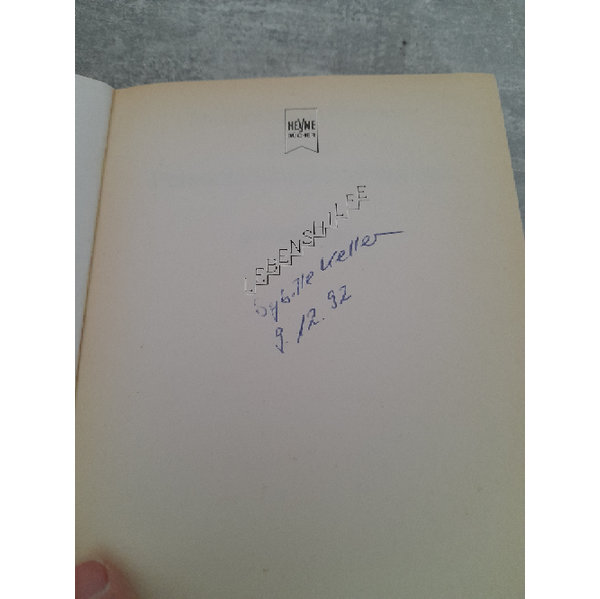 HEYNE
BÜCHER
LEBENSHILFE
Sybille Keller
9.12.92